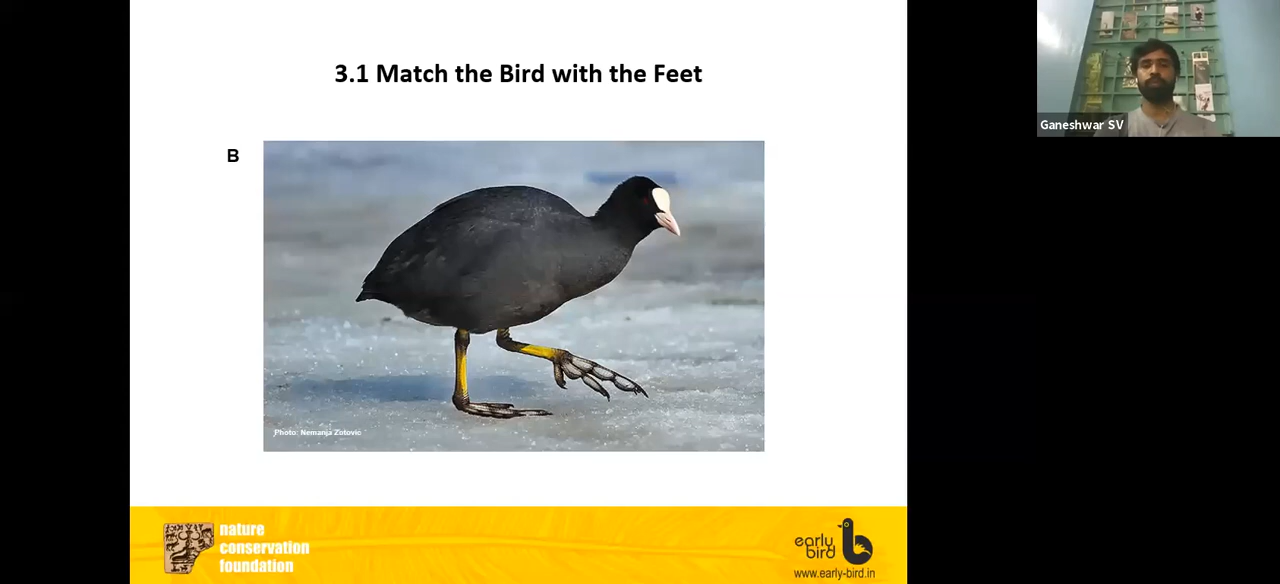 3.1 Match the Bird with the Feet
B
Photo: Nemanja Zotovic
Ganeshwar SV
nature
conservation
foundation
early
bird
www.early-bird.in